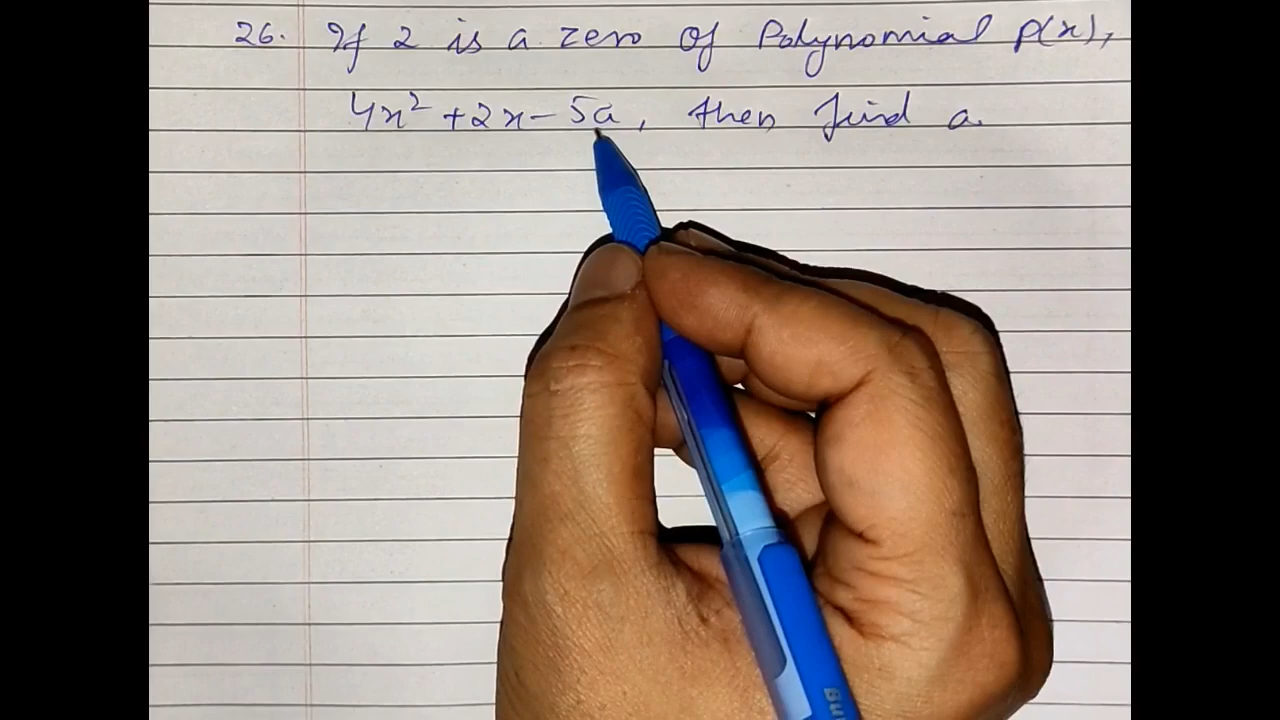 26. If 2 is a zero of Polynomial p(x),
4x² + 2x - 5a, then find a.